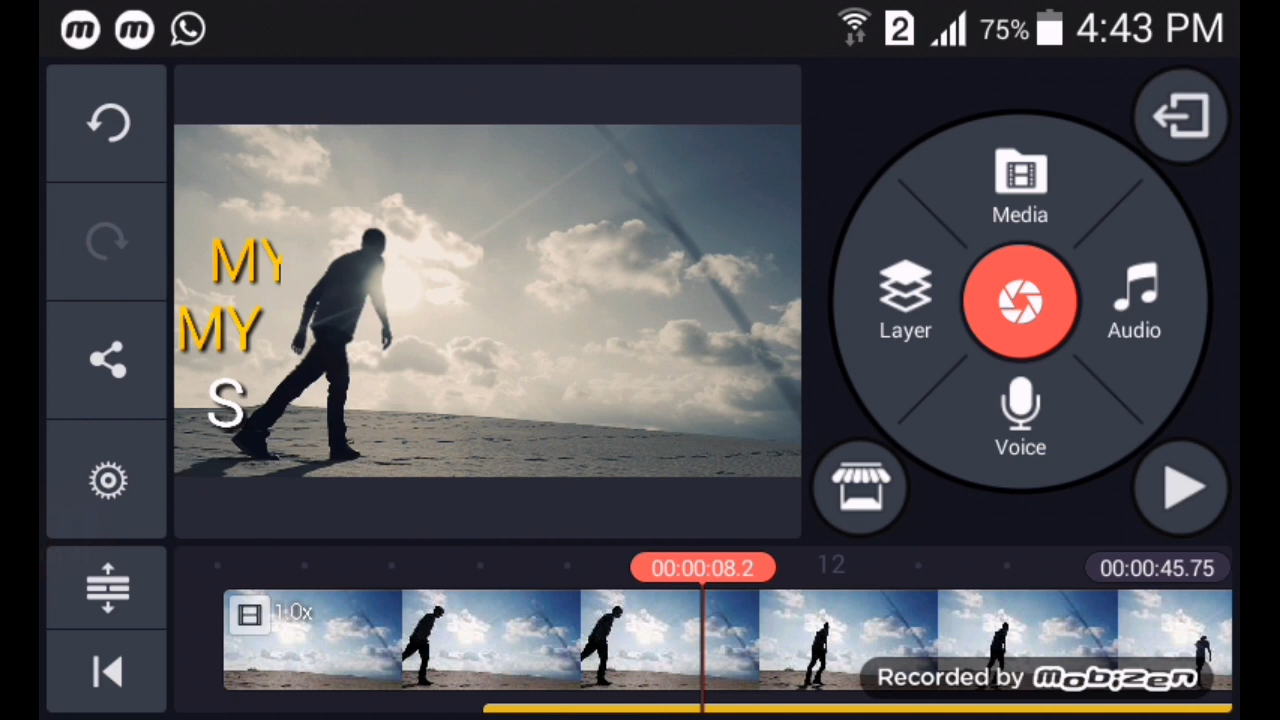 2 75% 4:43 PM
Media
MY
Layer
Audio
MY
S
Voice
00:00:08.2
12
00:00:45.75
1.0x
Recorded by mobizen